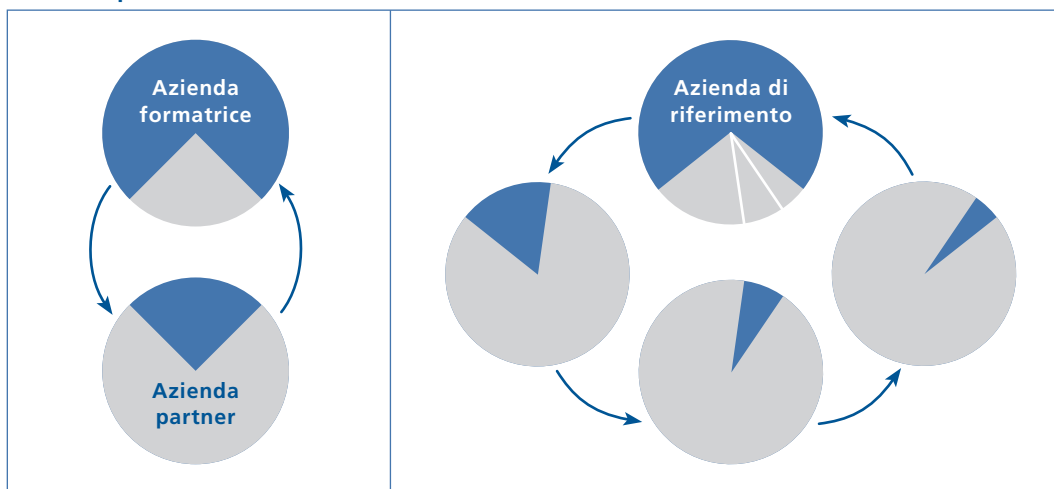 Azienda
formatrice
Azienda
partner
Azienda di
riferimento